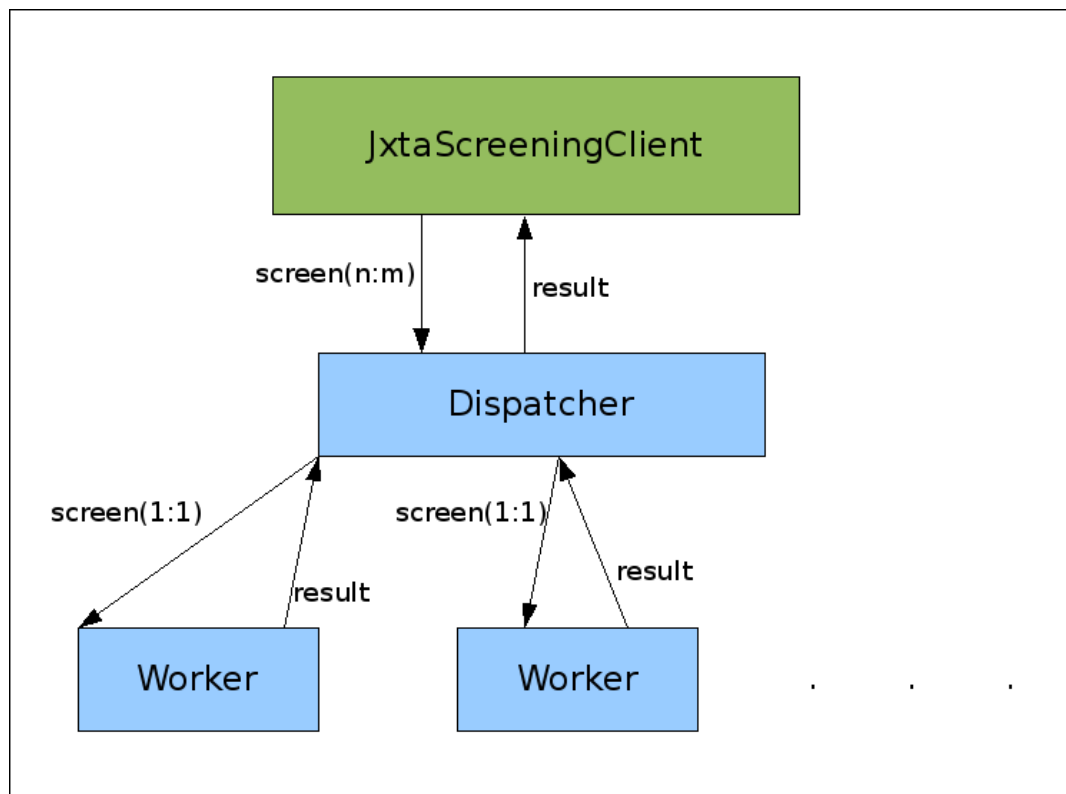 JxtaScreeningClient
screen(n:m)
result
Dispatcher
screen(1:1)
screen(1:1)
result
result
Worker
Worker
. . .